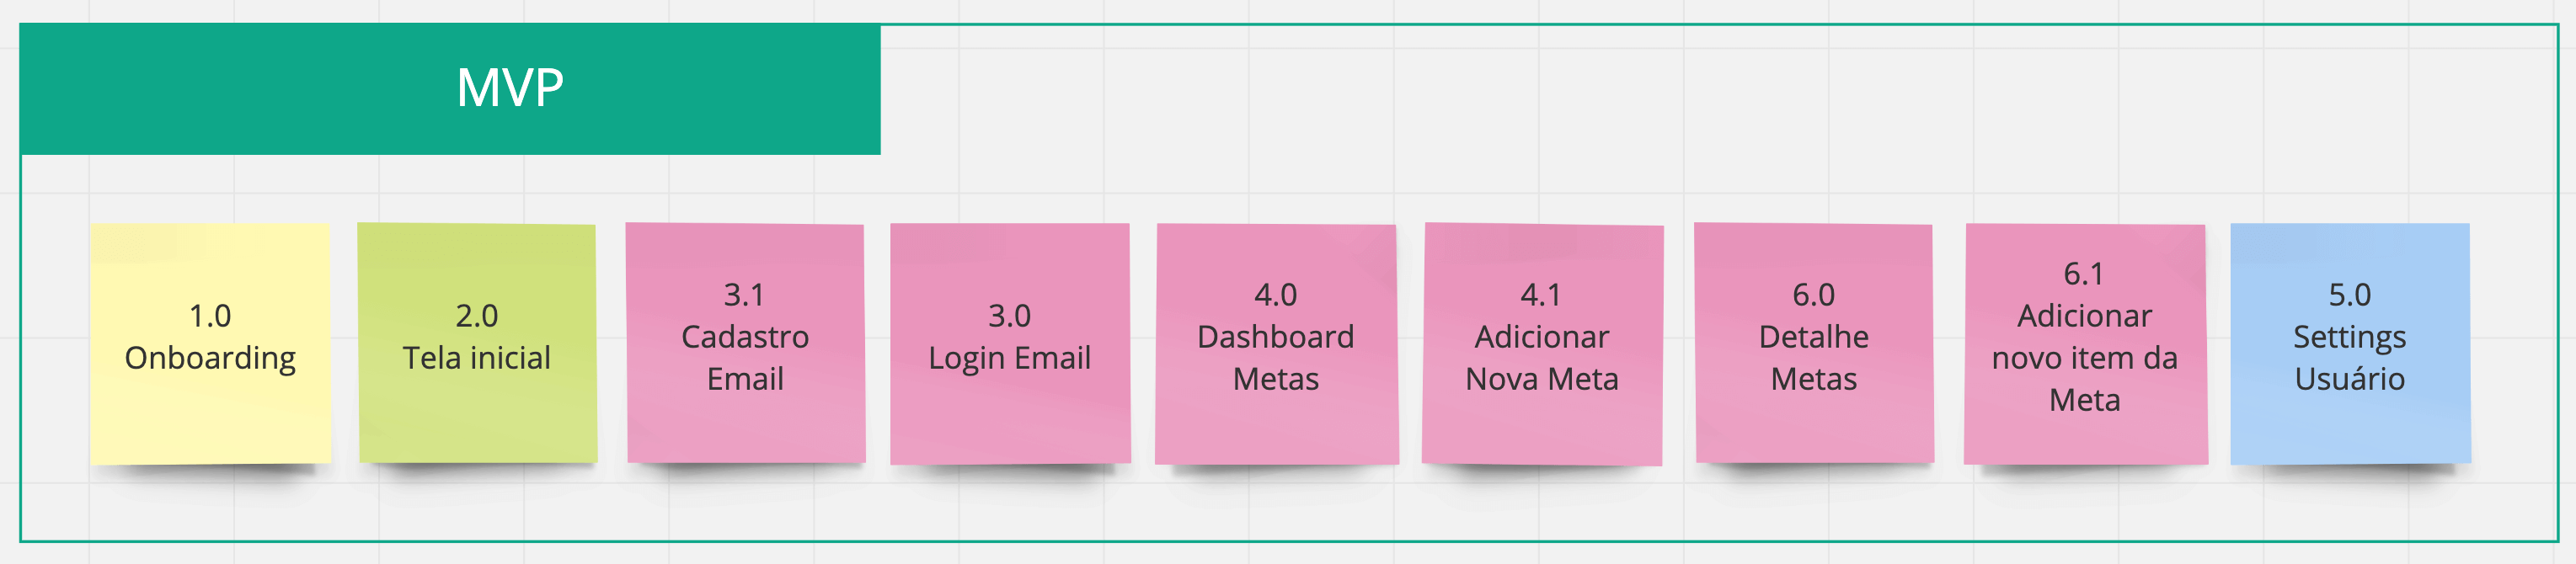 MVP
1.0
Onboarding
2.0
Tela inicial
3.1
Cadastro
Email
3.0
Login Email
4.0
Dashboard
Metas
4.1
Adicionar
Nova Meta
6.0
Detalhe
Metas
6.1
Adicionar
novo item da
Meta
5.0
Settings
Usuário